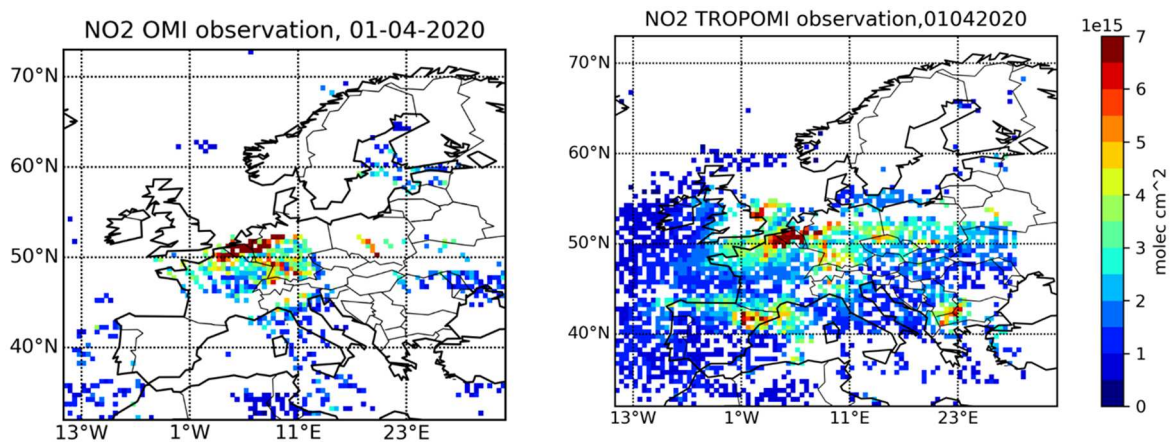 NO2 OMI observation, 01-04-2020
70°N
60°N
50°N
40°N
13°W 1°W 11°E 23°E
NO2 TROPOMI observation,01042020
70°N
60°N
50°N
40°N
13°W 1°W 11°E 23°E
1e15
7
6
5
4
3
2
1
0
molec cm^2